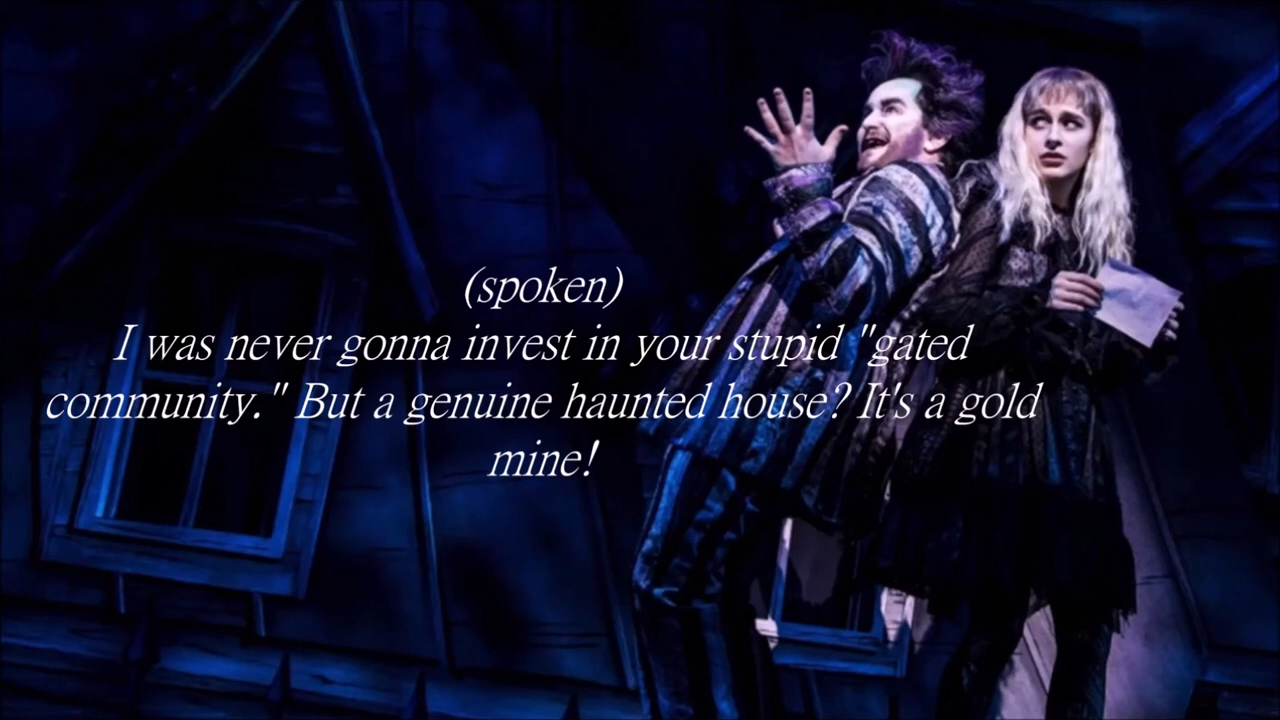 (spoken)
I was never gonna invest in your stupid "gated
community." But a genuine haunted house? It's a gold
mine!